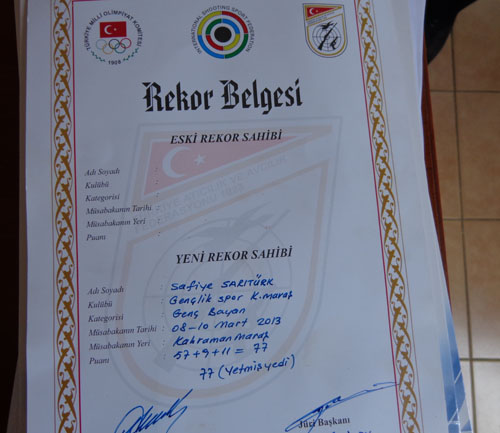 TÜRKİYE MİLLİ OLİMPİYAT KOMİTESİ
1908
INTERNATIONAL SHOOTING SPORT FEDERATION
Rekor Belgesi
ESKİ REKOR SAHİBİ
Adı Soyadı :
Kulübü :
Kategorisi :
Müsabakanın Tarihi :
Müsabakanın Yeri :
Puanı :
YENİ REKOR SAHİBİ
Adı Soyadı : Safiye SARITÜRK
Kulübü : Gençlik spor K.maraş
Kategorisi : Genç Bayan
Müsabakanın Tarihi : 08-10 Mart 2013
Müsabakanın Yeri : Kahramanmaraş
Puanı : 57+9+11= 77
77 (Yetmişyedi)
Jüri Başkanı